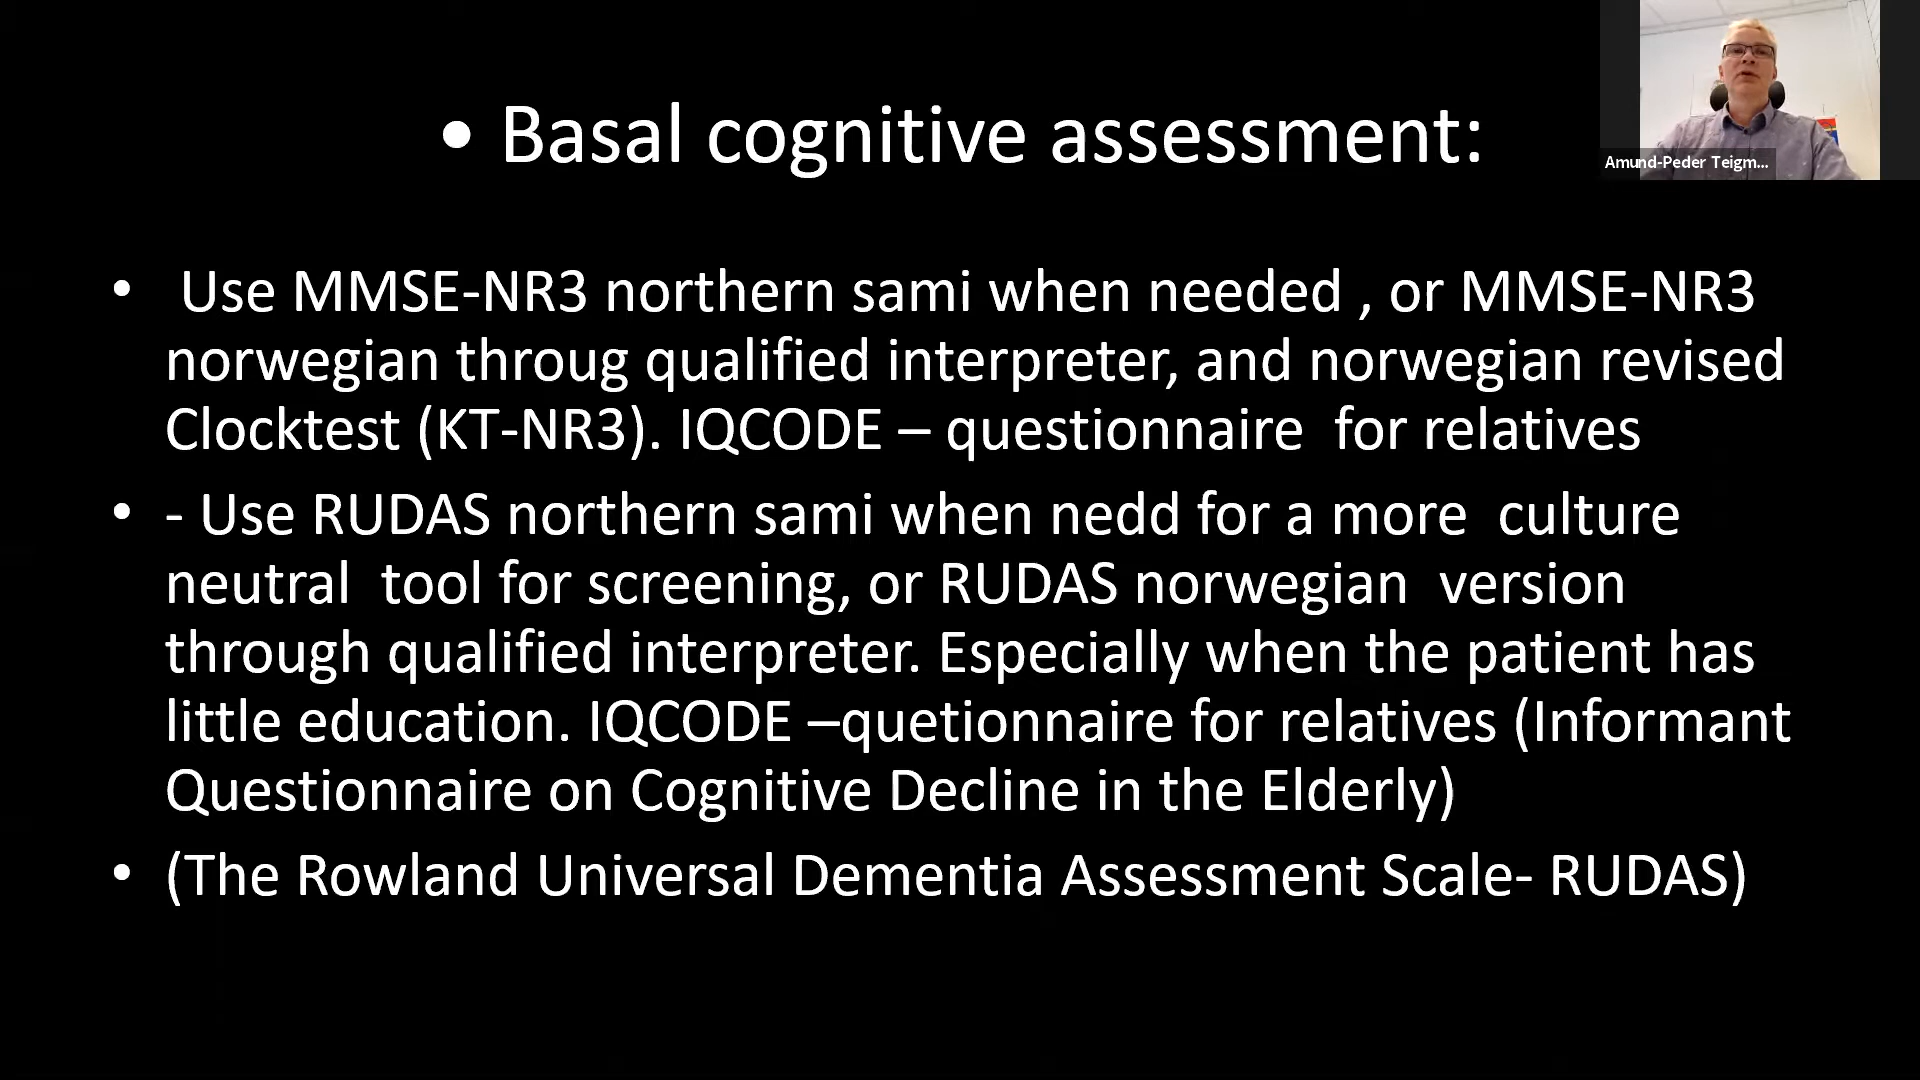 • Basal cognitive assessment:
Amund-Peder Teigm...
• Use MMSE-NR3 northern sami when needed , or MMSE-NR3
norwegian throug qualified interpreter, and norwegian revised
Clocktest (KT-NR3). IQCODE – questionnaire for relatives
• - Use RUDAS northern sami when nedd for a more culture
neutral tool for screening, or RUDAS norwegian version
through qualified interpreter. Especially when the patient has
little education. IQCODE –quetionnaire for relatives (Informant
Questionnaire on Cognitive Decline in the Elderly)
• (The Rowland Universal Dementia Assessment Scale- RUDAS)